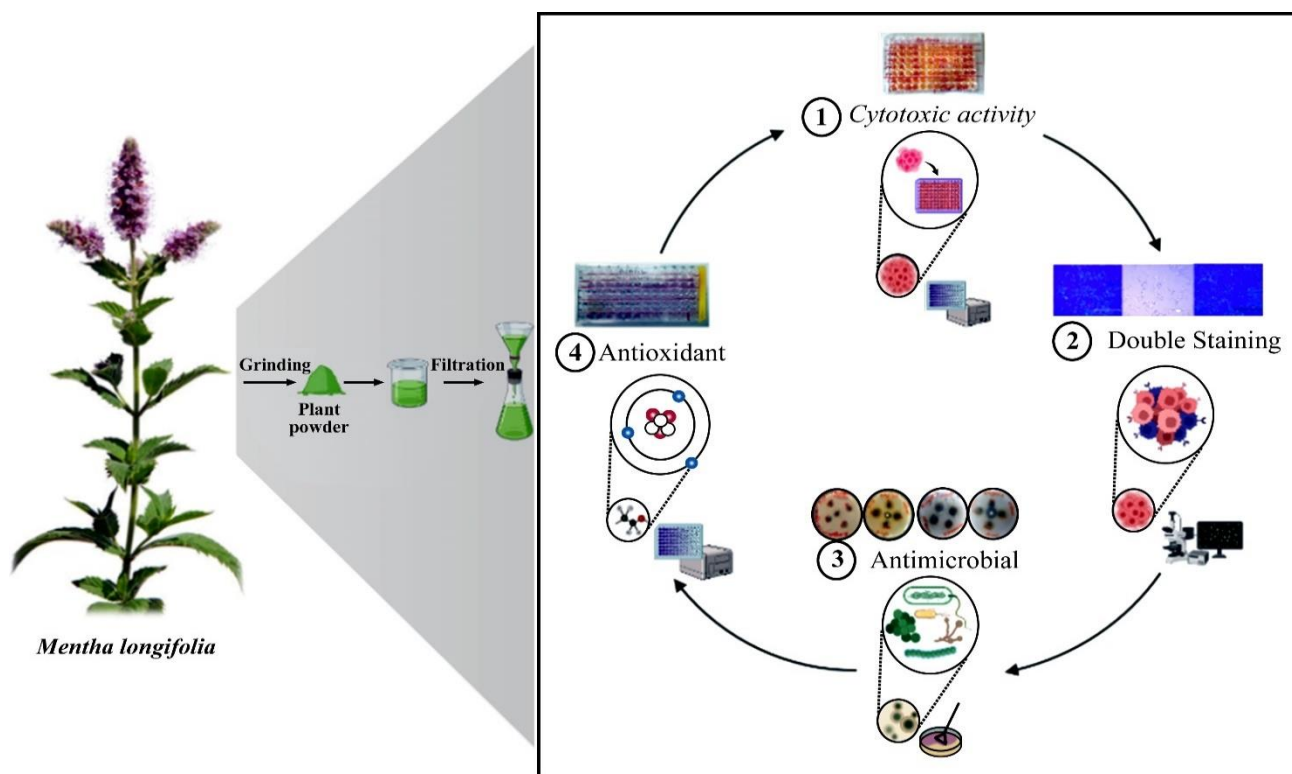 Grinding
Plant
powder
Filtration
Mentha longifolia
1 Cytotoxic activity
2 Double Staining
3 Antimicrobial
4 Antioxidant